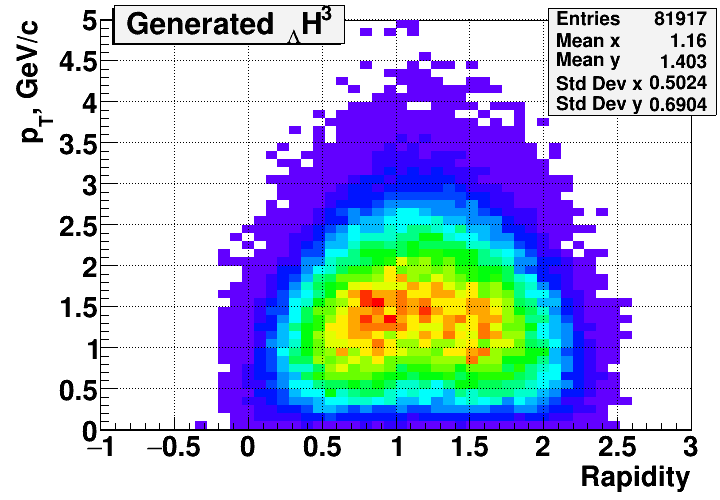 Generated ΛH³
Entries 81917
Mean x 1.16
Mean y 1.403
Std Dev x 0.5024
Std Dev y 0.6904
p_T, GeV/c
5
4.5
4
3.5
3
2.5
2
1.5
1
0.5
0
−1 −0.5 0 0.5 1 1.5 2 2.5 3
Rapidity